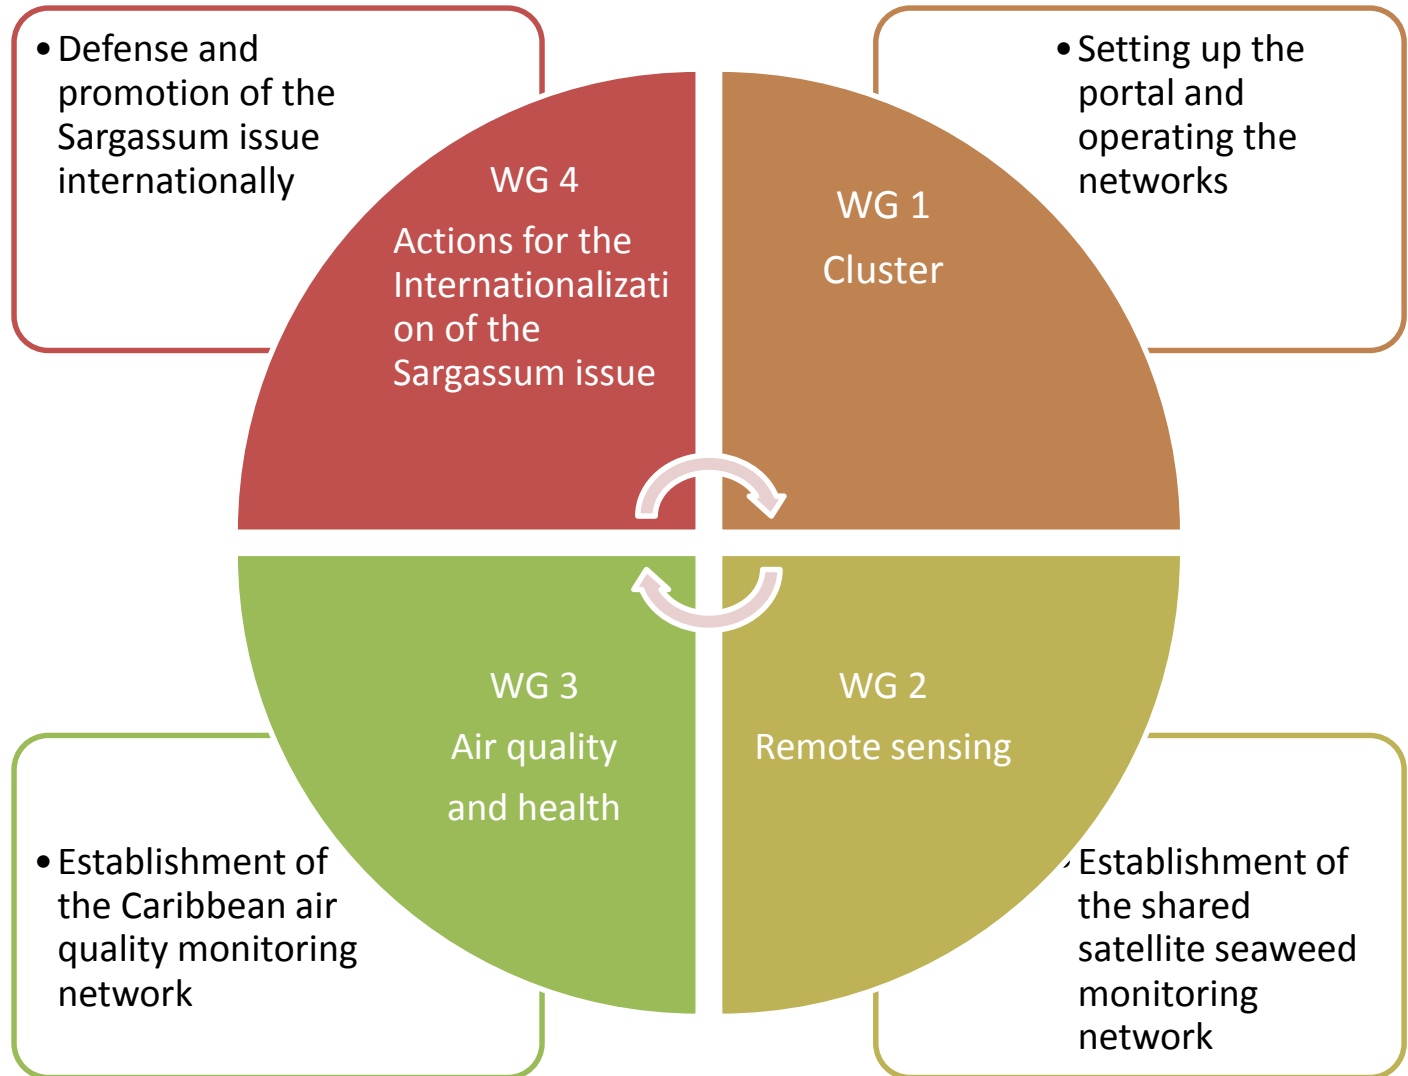 • Defense and
promotion of the
Sargassum issue
internationally
• Setting up the
portal and
operating the
networks
WG 4
Actions for the
Internationalizati
on of the
Sargassum issue
WG 1
Cluster
WG 3
Air quality
and health
WG 2
Remote sensing
• Establishment of
the Caribbean air
quality monitoring
network
• Establishment of
the shared
satellite seaweed
monitoring
network